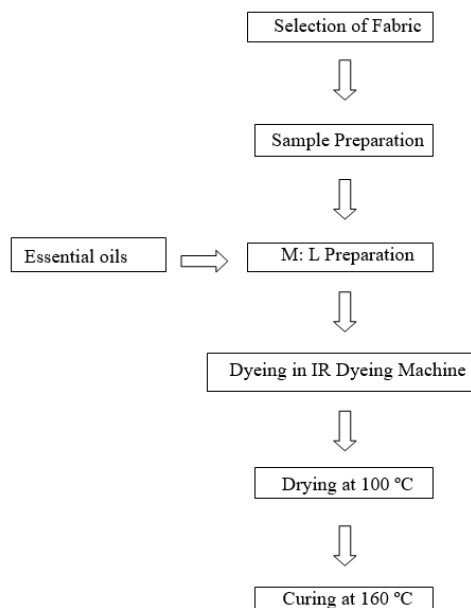 Selection of Fabric
Sample Preparation
Essential oils
M: L Preparation
Dyeing in IR Dyeing Machine
Drying at 100 ºC
Curing at 160 ºC